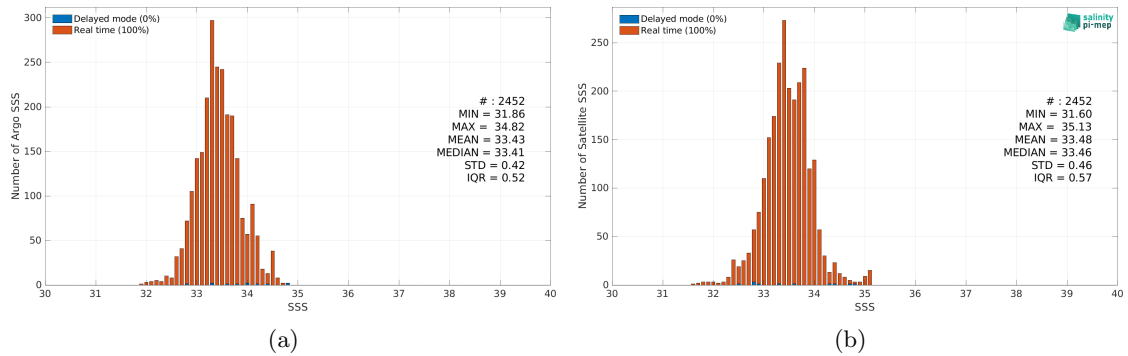 Delayed mode (0%)
Real time (100%)
300
250
200
150
100
50
0
Number of Argo SSS
# : 2452
MIN = 31.86
MAX = 34.82
MEAN = 33.43
MEDIAN = 33.41
STD = 0.42
IQR = 0.52
30 31 32 33 34 35 36 37 38 39 40
SSS
(a)
Delayed mode (0%)
Real time (100%)
salinity
pi-mep
250
200
150
100
50
0
Number of Satellite SSS
# : 2452
MIN = 31.60
MAX = 35.13
MEAN = 33.48
MEDIAN = 33.46
STD = 0.46
IQR = 0.57
30 31 32 33 34 35 36 37 38 39 40
SSS
(b)